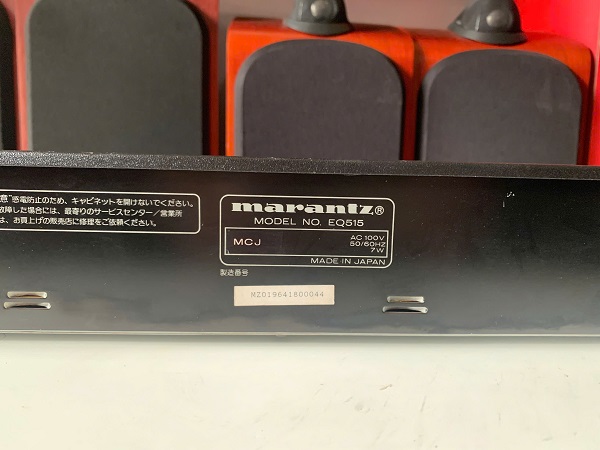 意"感電防止のため、キャビネットを開けないでください。
故障した場合には、最寄りのサービスセンター/営業所
は、お買上げの販売店に修理をご依頼ください。
marantz®
MODEL NO. EQ515
MCJ
AC 100V
50/60HZ
7W
MADE IN JAPAN
製造番号
MZ019641800044